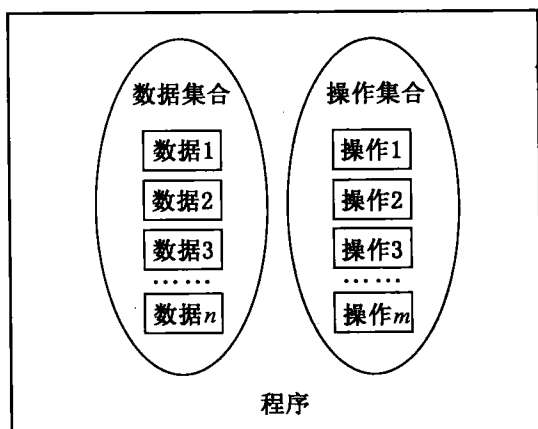 数据集合
数据1
数据2
数据3
……
数据n
操作集合
操作1
操作2
操作3
……
操作m
程序